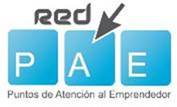 Red
P A E
Puntos de Atención al Emprendedor